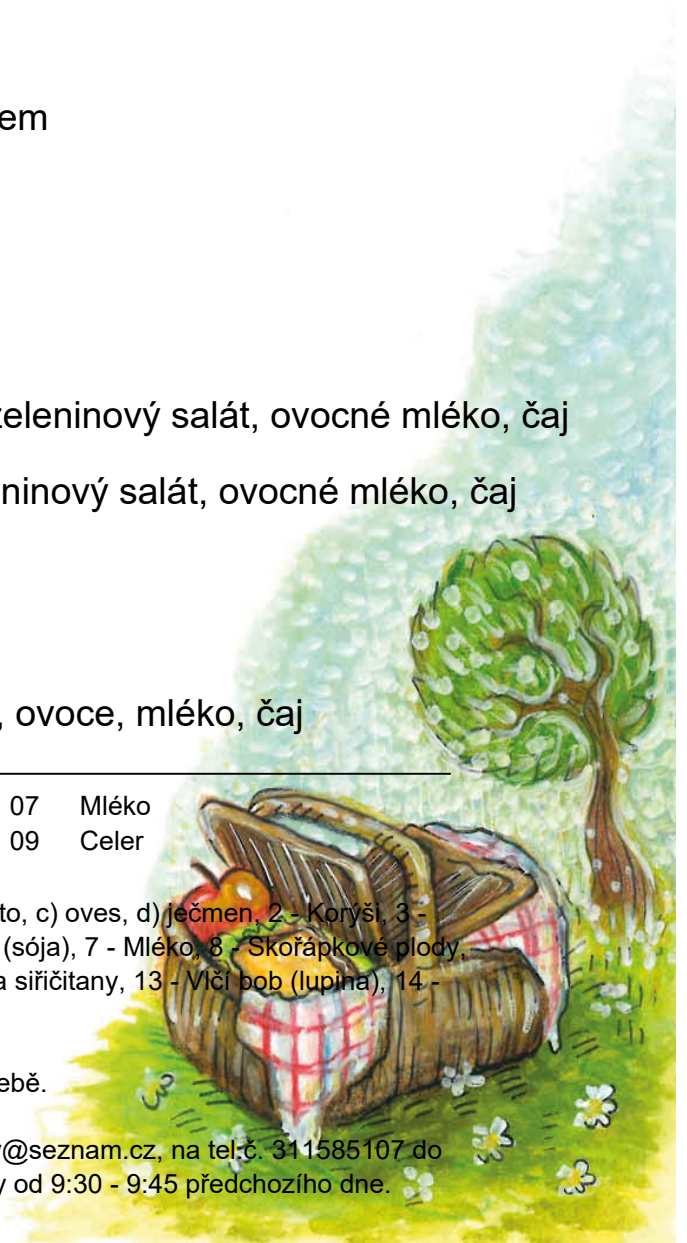 em
zeleninový salát, ovocné mléko, čaj
ninový salát, ovocné mléko, čaj
, ovoce, mléko, čaj
07 Mléko
09 Celer
to, c) oves, d) ječmen, 2 - Korýši, 3 -
(sója), 7 - Mléko, 8 - Skořápkové plody,
a siřičitany, 13 - Vlčí bob (lupina), 14 -
ebě.
@seznam.cz, na tel.č. 311585107 do
y od 9:30 - 9:45 předchozího dne.